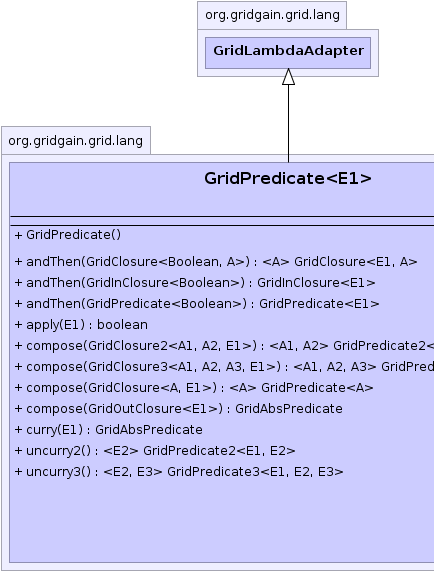 org.gridgain.grid.lang
GridLambdaAdapter
org.gridgain.grid.lang
GridPredicate<E1>
+ GridPredicate()
+ andThen(GridClosure<Boolean, A>) : <A> GridClosure<E1, A>
+ andThen(GridInClosure<Boolean>) : GridInClosure<E1>
+ andThen(GridPredicate<Boolean>) : GridPredicate<E1>
+ apply(E1) : boolean
+ compose(GridClosure2<A1, A2, E1>) : <A1, A2> GridPredicate2<
+ compose(GridClosure3<A1, A2, A3, E1>) : <A1, A2, A3> GridPred
+ compose(GridClosure<A, E1>) : <A> GridPredicate<A>
+ compose(GridOutClosure<E1>) : GridAbsPredicate
+ curry(E1) : GridAbsPredicate
+ uncurry2() : <E2> GridPredicate2<E1, E2>
+ uncurry3() : <E2, E3> GridPredicate3<E1, E2, E3>